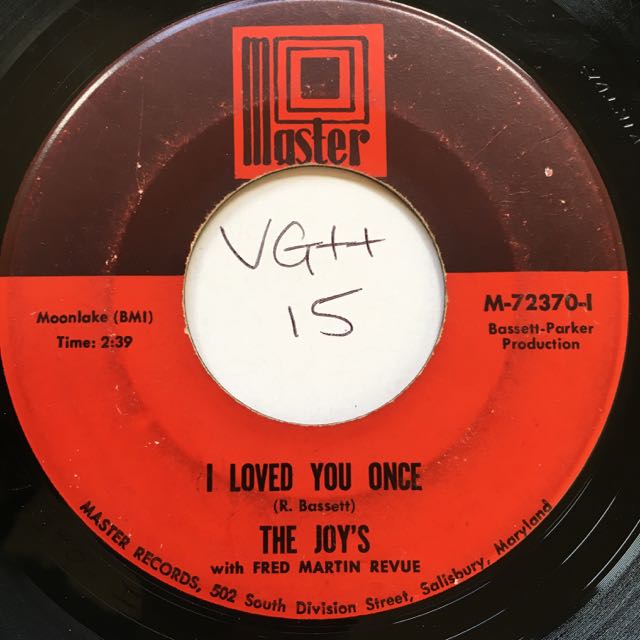 Master
VG++
15
Moonlake (BMI)
Time: 2:39
M-72370-1
Bassett-Parker
Production
I LOVED YOU ONCE
(R. Bassett)
THE JOY'S
with FRED MARTIN REVUE
MASTER RECORDS, 502 South Division Street, Salisbury, Maryland